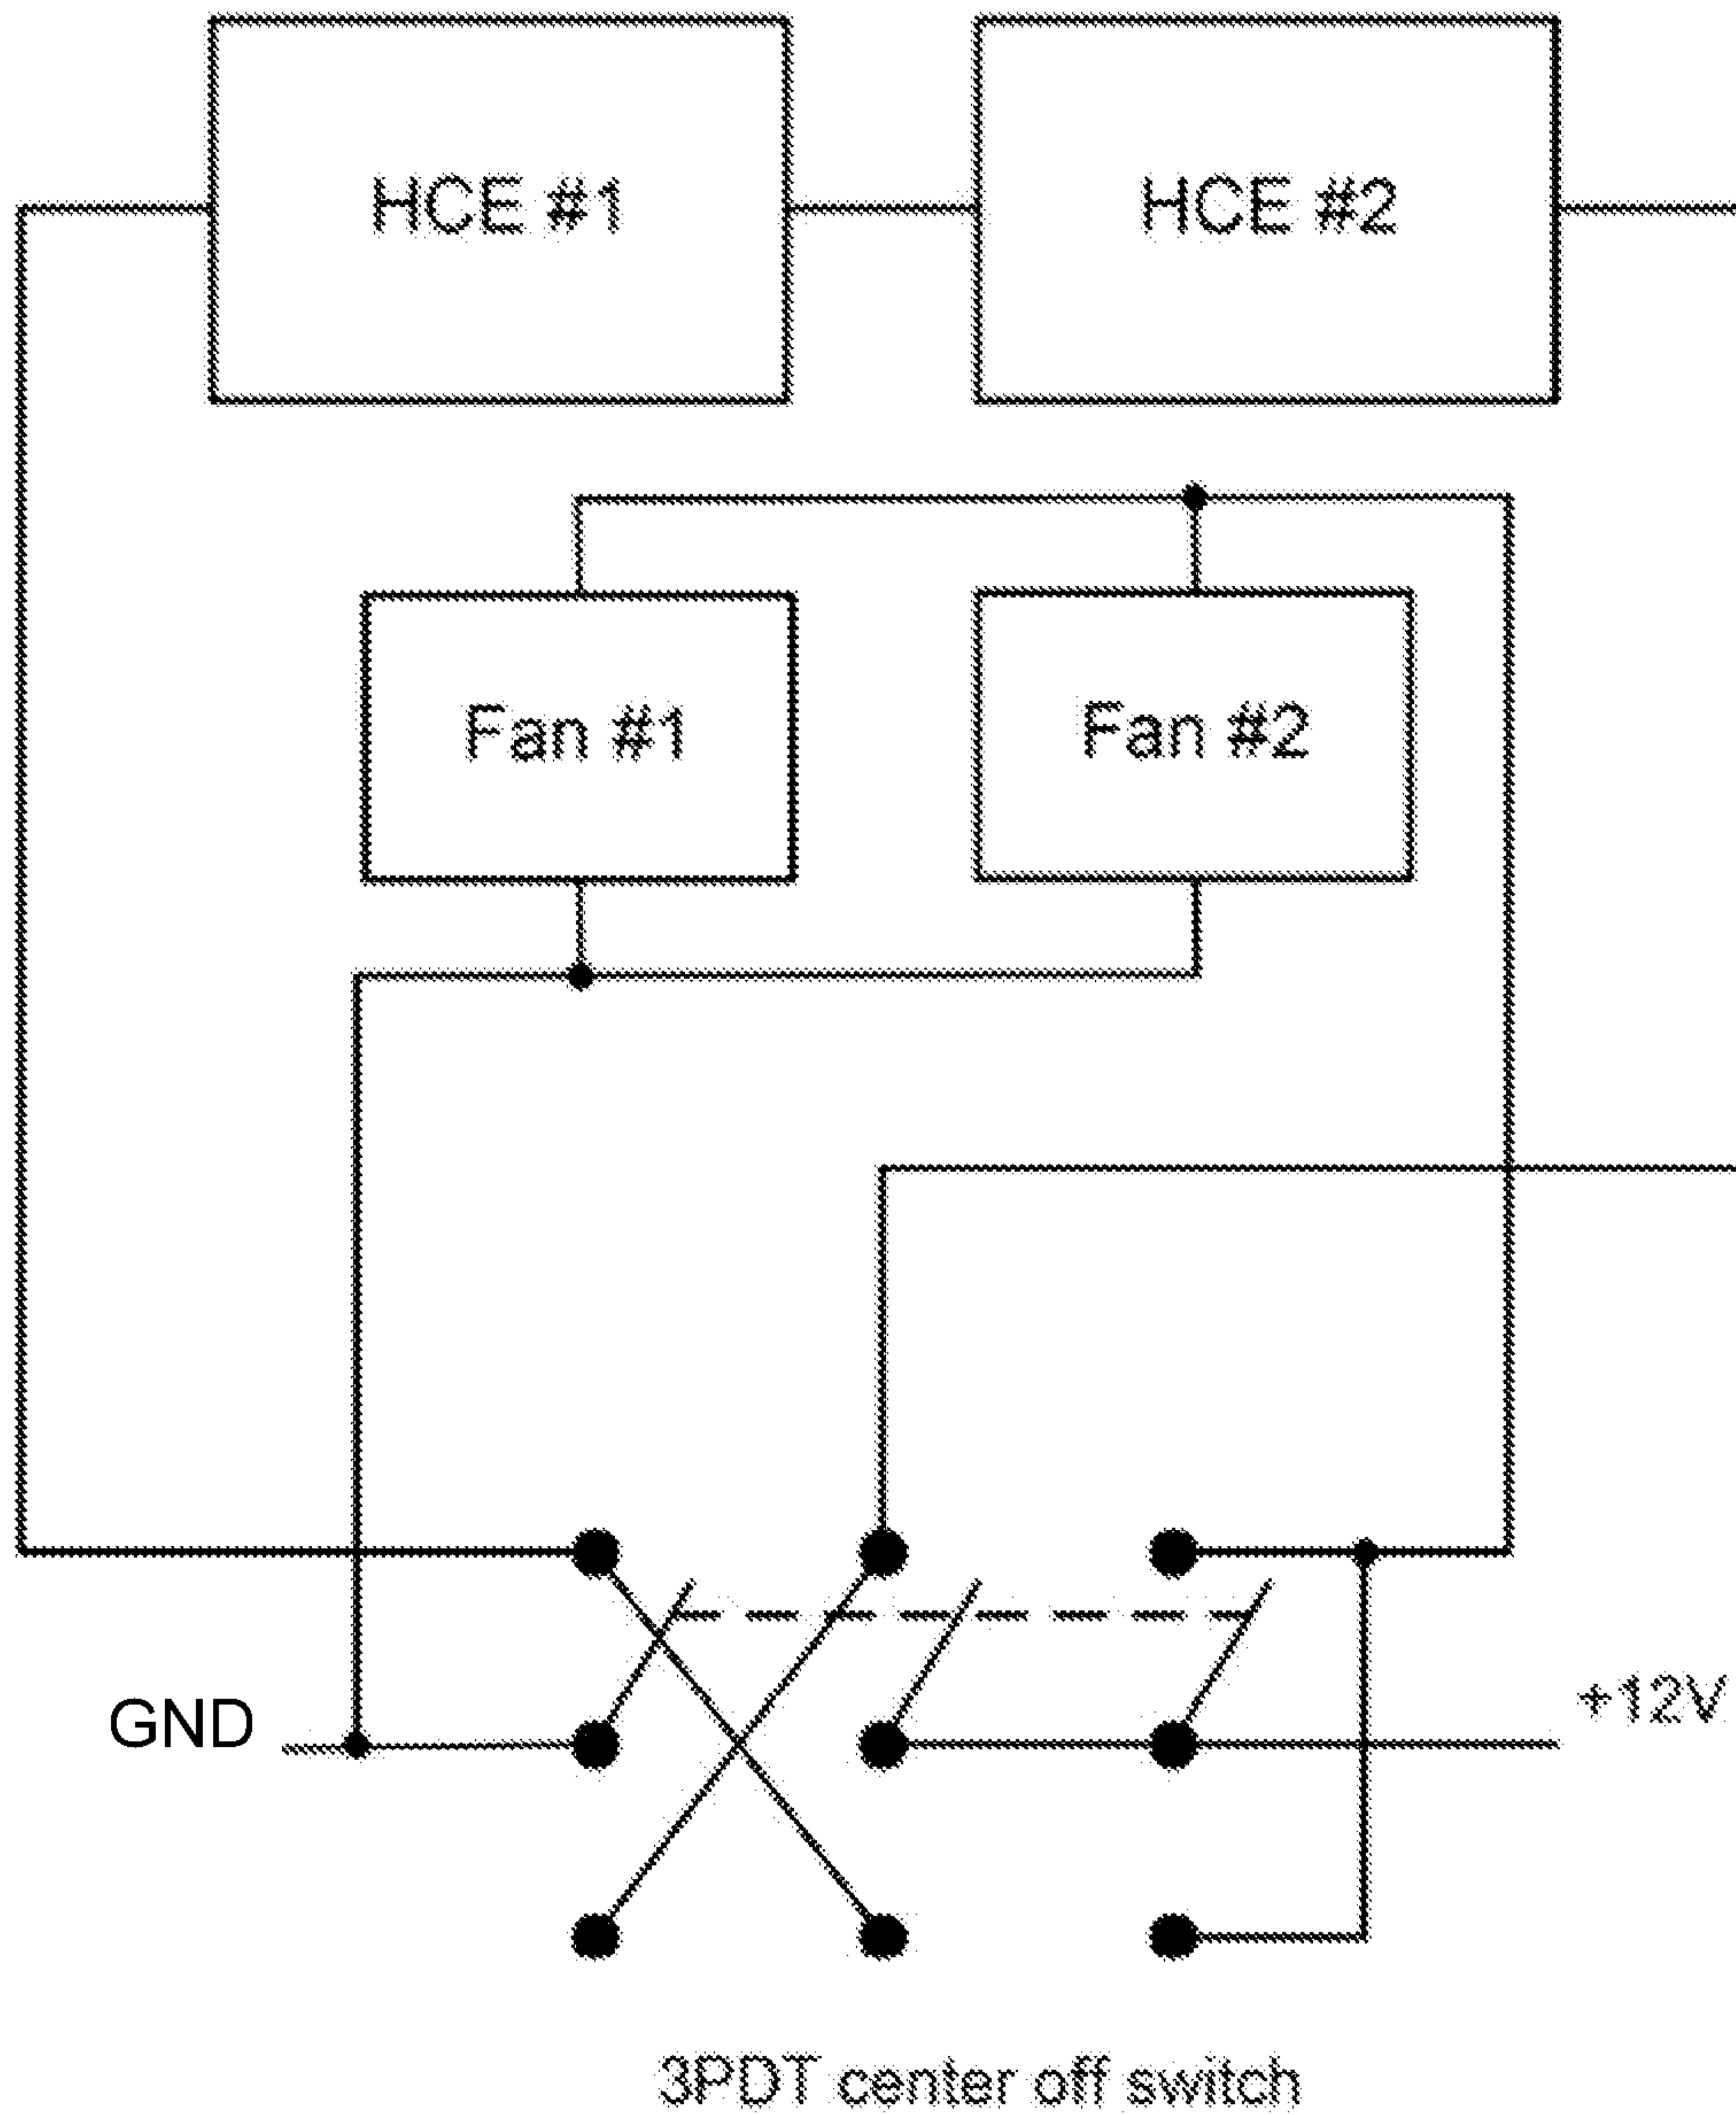 HCE #1
HCE #2
Fan #1
Fan #2
GND
+12V
3PDT center off switch